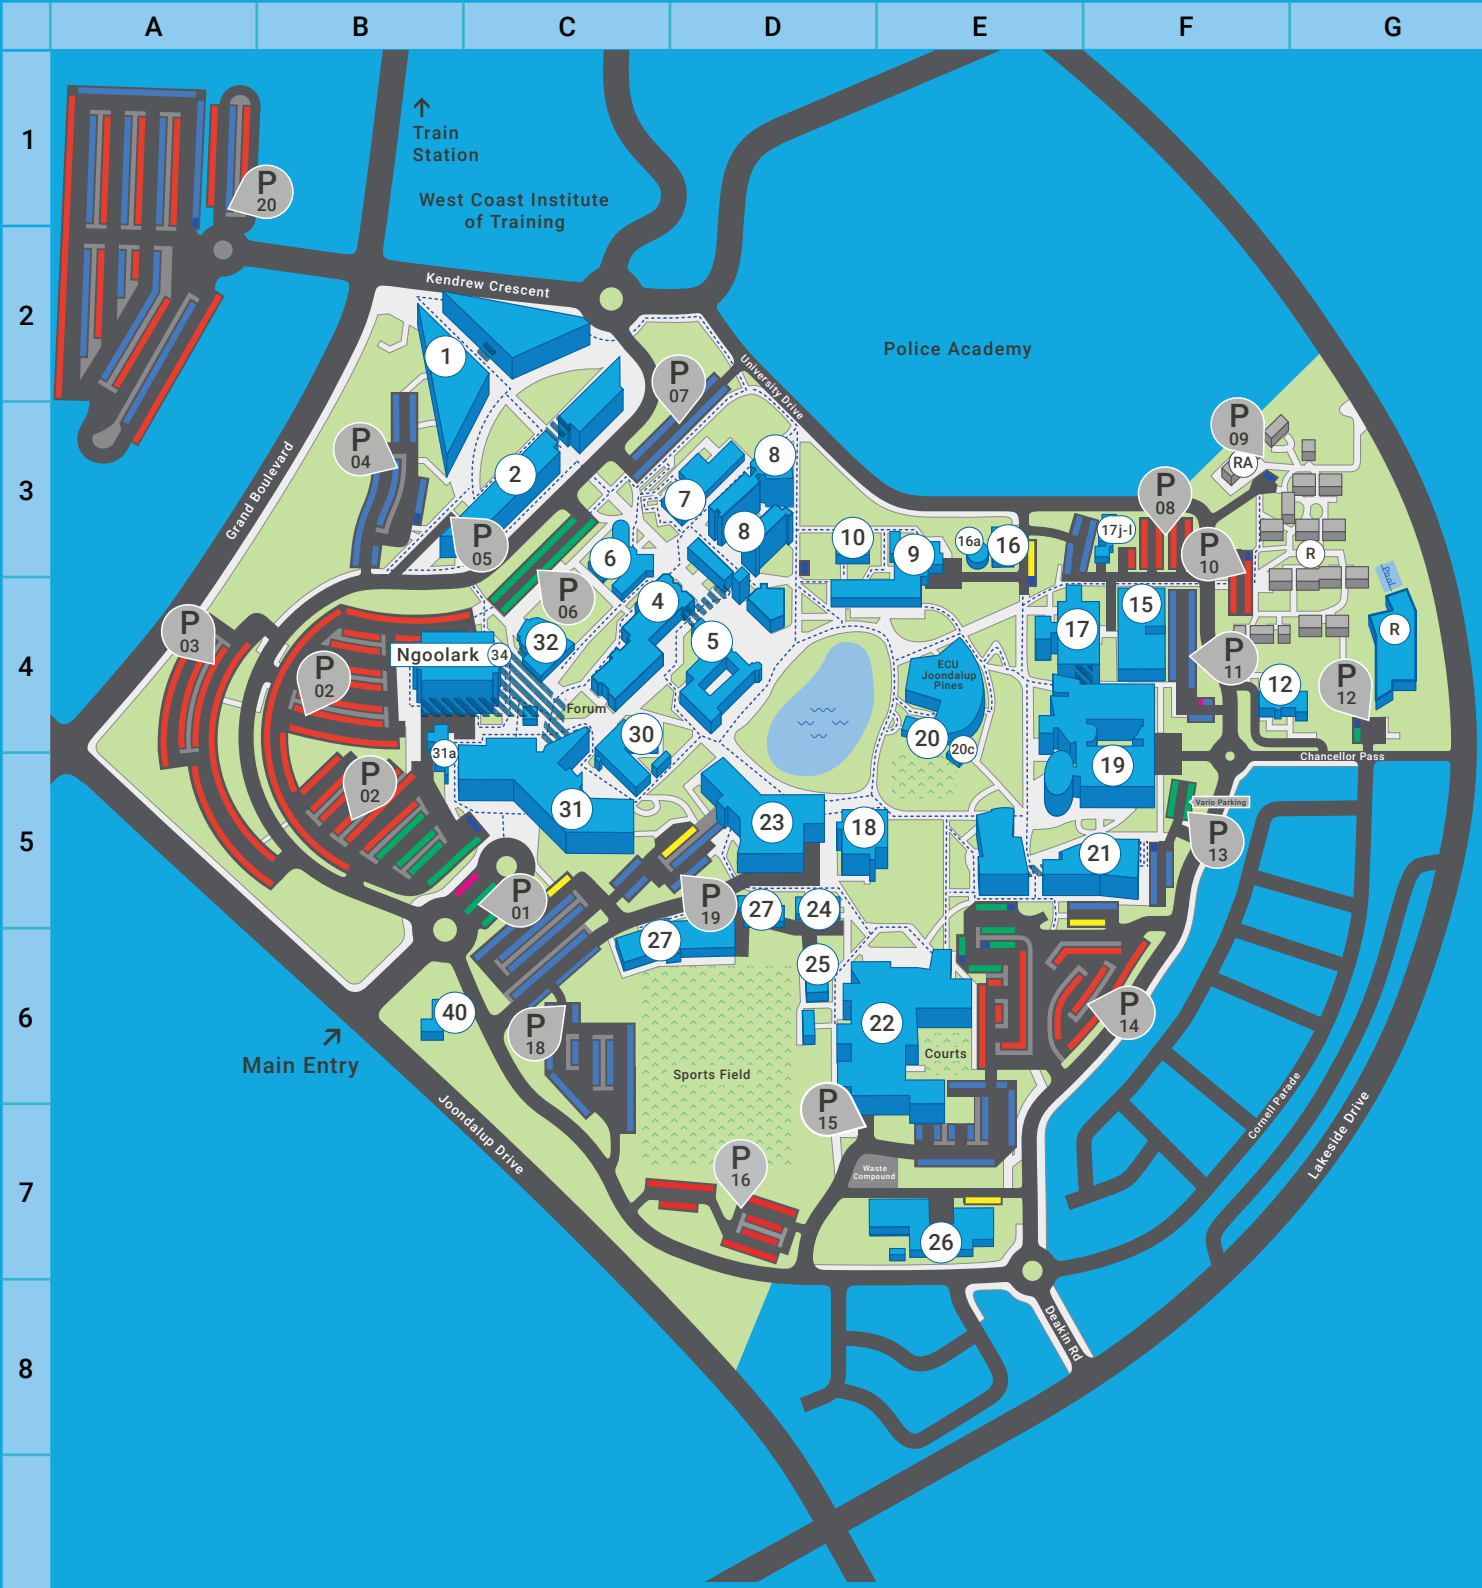 A B C D E F G
1
2
3
4
5
6
7
8
Train
Station
West Coast Institute
of Training
P
20
Kendrew Crescent
Police Academy
University Drive
Grand Boulevard
1
P
07
P
04
2
P
05
7
8
8
6
P
06
10
9
16a
16
17j-l
P
08
P
09
RA
P
10
R
Pool
R
P
03
P
02
Ngoolark 34
32
4
5
Forum
30
ECU
Joondalup
Pines
20
20c
17
15
P
11
12
P
12
Chancellor Pass
31a
P
02
31
23
18
19
Vario Parking
P
13
21
P
01
P
19
27
24
27
25
22
Courts
P
14
40
P
18
Main Entry
Sports Field
Joondalup Drive
P
15
Waste
Compound
P
16
26
Cornell Parade
Lakeside Drive
Deakin Rd